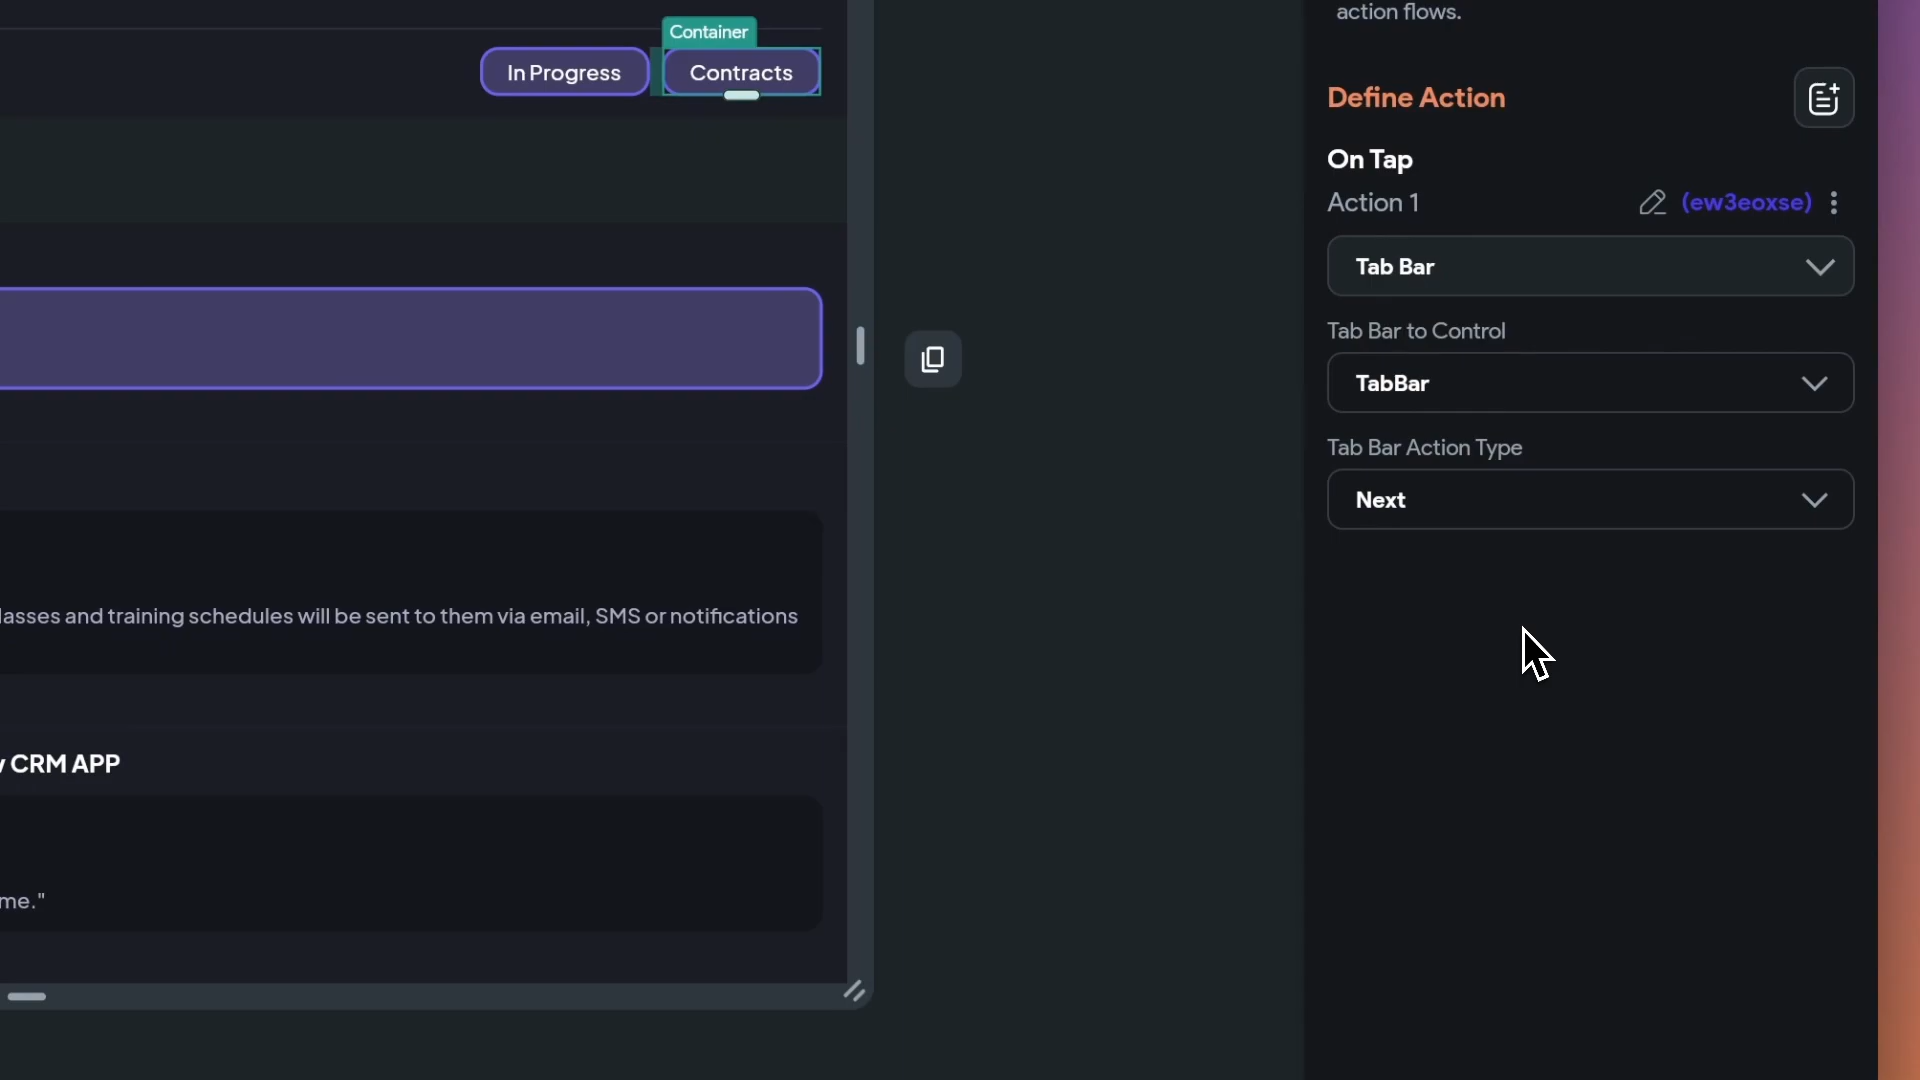 action flows.
Container
In Progress
Contracts
Define Action
On Tap
Action 1
(ew3eoxse)
Tab Bar
Tab Bar to Control
TabBar
Tab Bar Action Type
Next
lasses and training schedules will be sent to them via email, SMS or notifications
CRM APP
me."